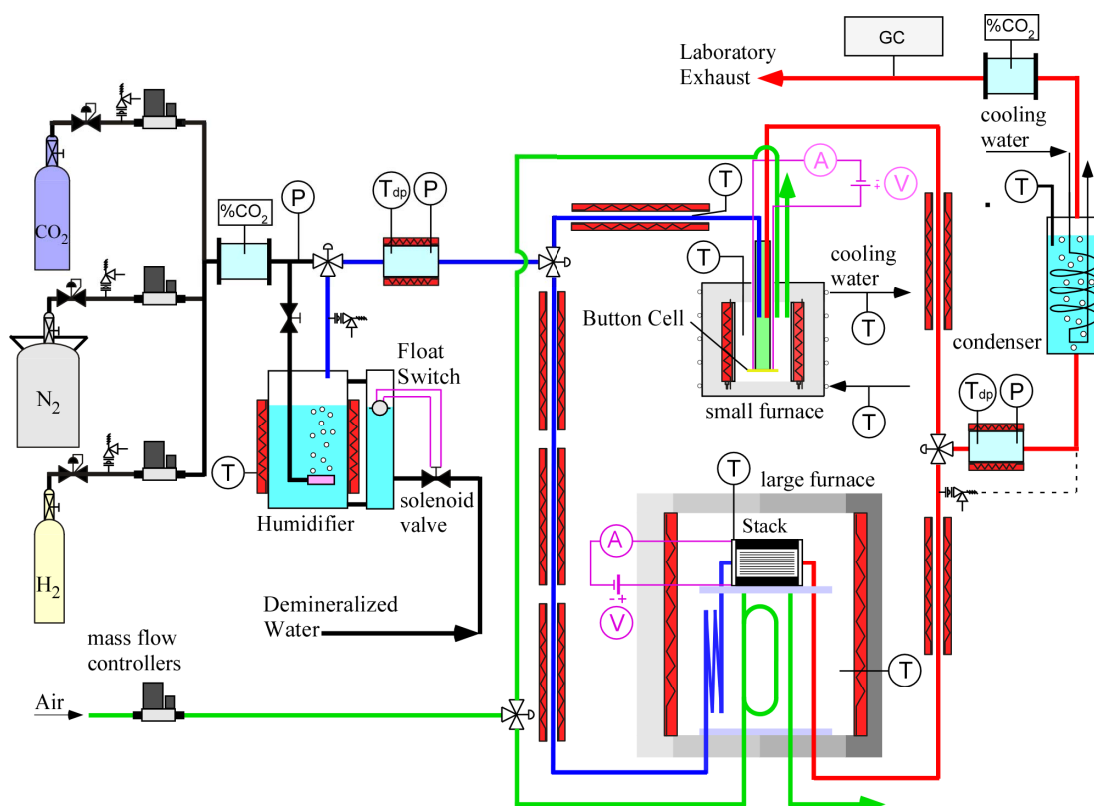 GC
%CO2
Laboratory
Exhaust
cooling
water
T
condenser
Tdp
P
CO2
%CO2
P
Tdp
P
T
A
V
T
cooling
water
T
Button Cell
small furnace
T
N2
Float
Switch
T
Humidifier
solenoid
valve
H2
Demineralized
Water
mass flow
controllers
Air
T
large furnace
Stack
A
- +
V
T
- +